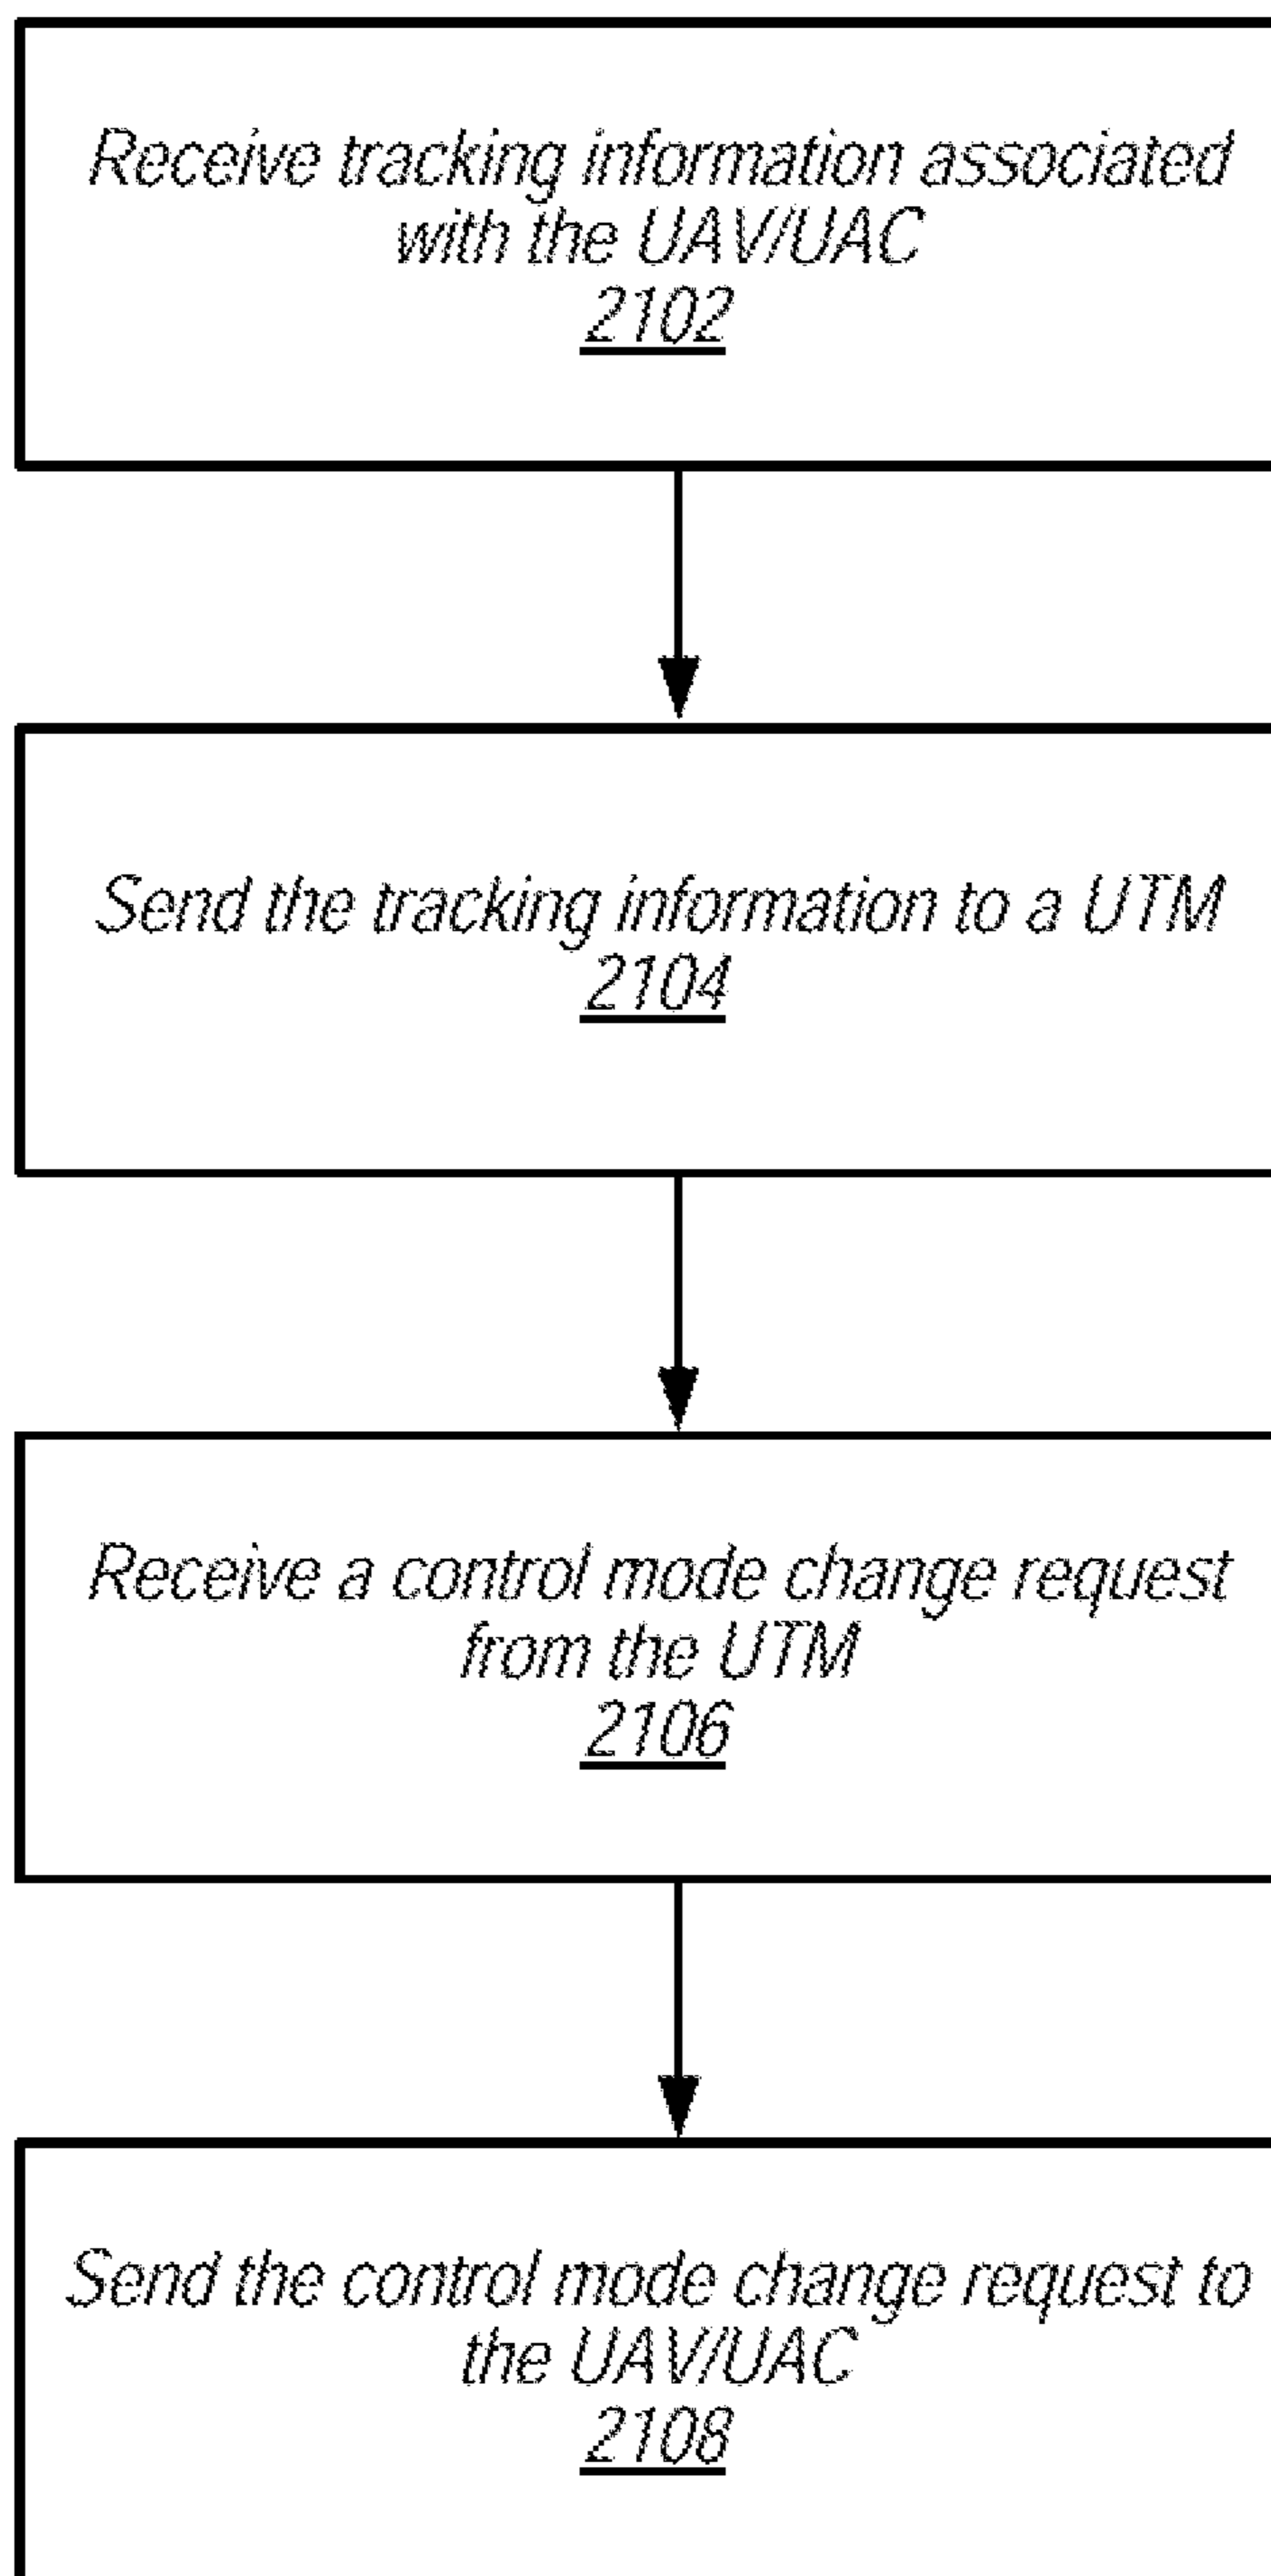 Receive tracking information associated
with the UAV/UAC
2102
Send the tracking information to a UTM
2104
Receive a control mode change request
from the UTM
2106
Send the control mode change request to
the UAV/UAC
2108